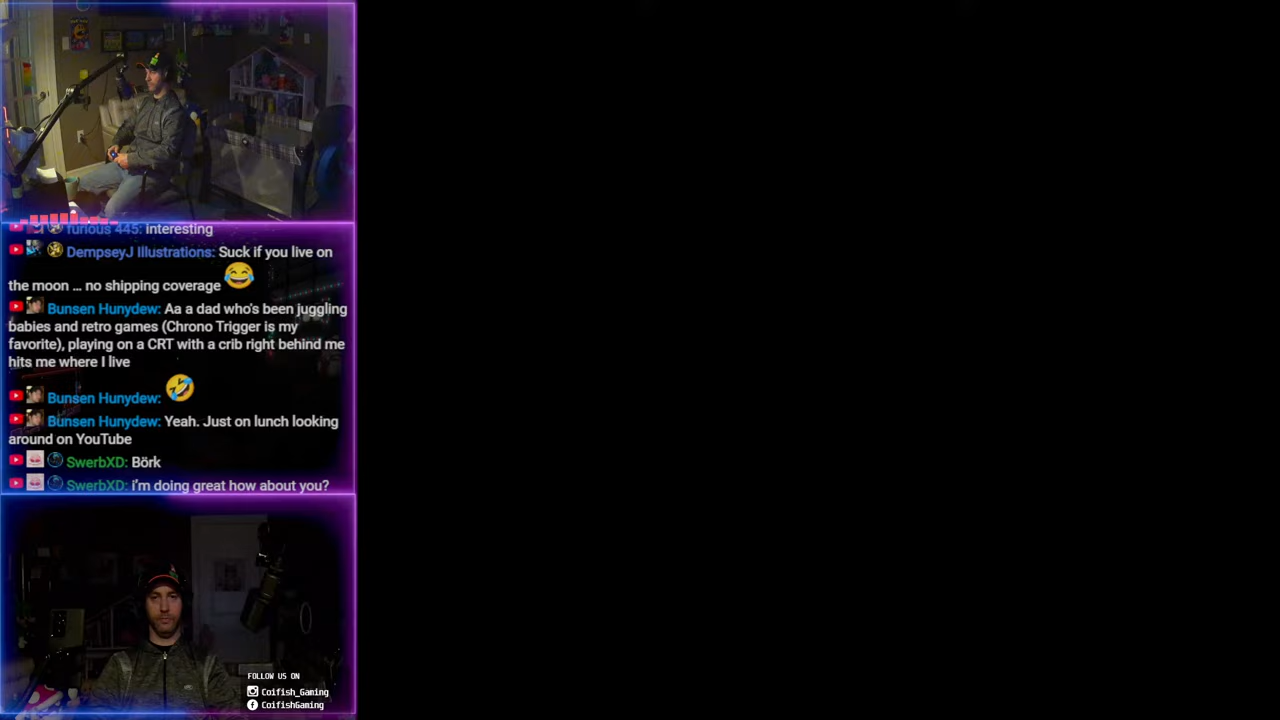 furious 445: interesting
DempseyJ Illustrations: Suck if you live on
the moon ... no shipping coverage 😂
Bunsen Hunydew: Aa a dad who's been juggling
babies and retro games (Chrono Trigger is my
favorite), playing on a CRT with a crib right behind me
hits me where I live
Bunsen Hunydew: 🤣
Bunsen Hunydew: Yeah. Just on lunch looking
around on YouTube
SwerbXD: Börk
SwerbXD: i'm doing great how about you?
FOLLOW US ON
Coifish_Gaming
CoifishGaming